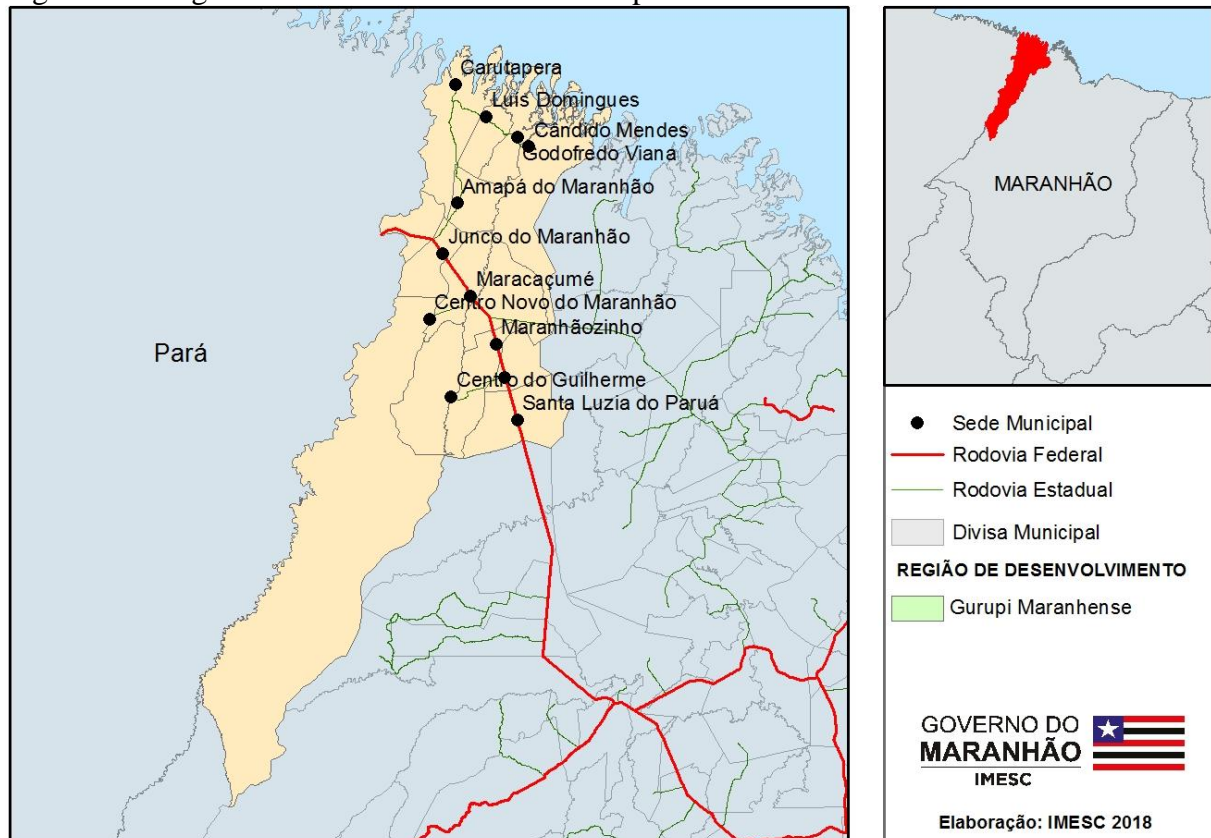 Carutapera
Luís Domingues
Cândido Mendes
Godofredo Viana
Amapá do Maranhão
Junco do Maranhão
Maracaçumé
Centro Novo do Maranhão
Maranhãozinho
Pará
Centro do Guilherme
Santa Luzia do Paruá
MARANHÃO
Sede Municipal
Rodovia Federal
Rodovia Estadual
Divisa Municipal
REGIÃO DE DESENVOLVIMENTO
Gurupi Maranhense
GOVERNO DO
MARANHÃO
IMESC
Elaboração: IMESC 2018